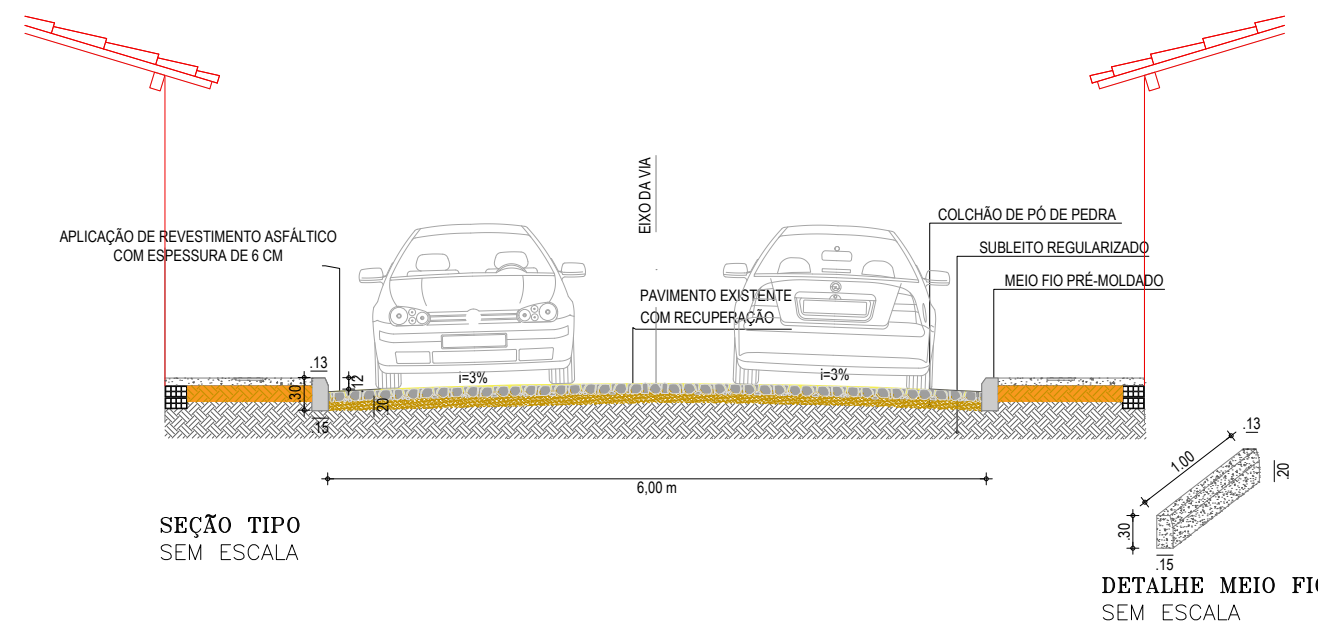 EIXO DA VIA
APLICAÇÃO DE REVESTIMENTO ASFÁLTICO
COM ESPESSURA DE 6 CM
COLCHÃO DE PÓ DE PEDRA
SUBLEITO REGULARIZADO
MEIO FIO PRÉ-MOLDADO
PAVIMENTO EXISTENTE
COM RECUPERAÇÃO
i=3%
i=3%
.13
12
.30
20
.15
6,00 m
.13
1.00
.20
.30
.15
SEÇÃO TIPO
SEM ESCALA
DETALHE MEIO FIO
SEM ESCALA